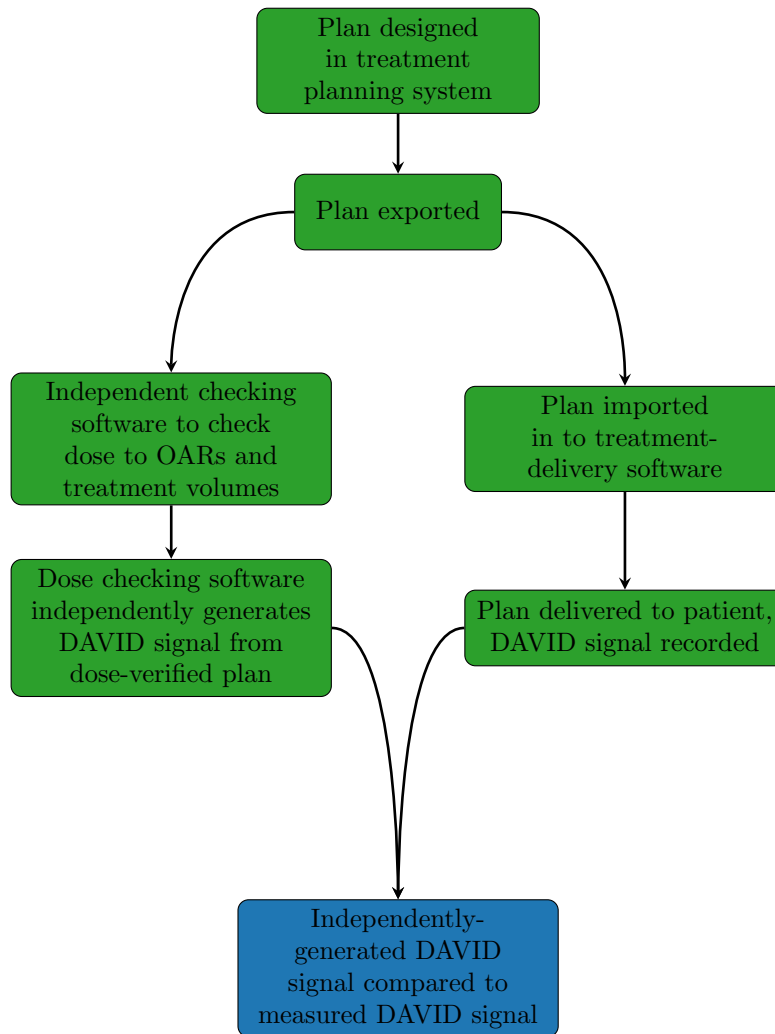 Plan designed
in treatment
planning system
Plan exported
Independent checking
software to check
dose to OARs and
treatment volumes
Plan imported
in to treatment-
delivery software
Dose checking software
independently generates
DAVID signal from
dose-verified plan
Plan delivered to patient,
DAVID signal recorded
Independently-
generated DAVID
signal compared to
measured DAVID signal